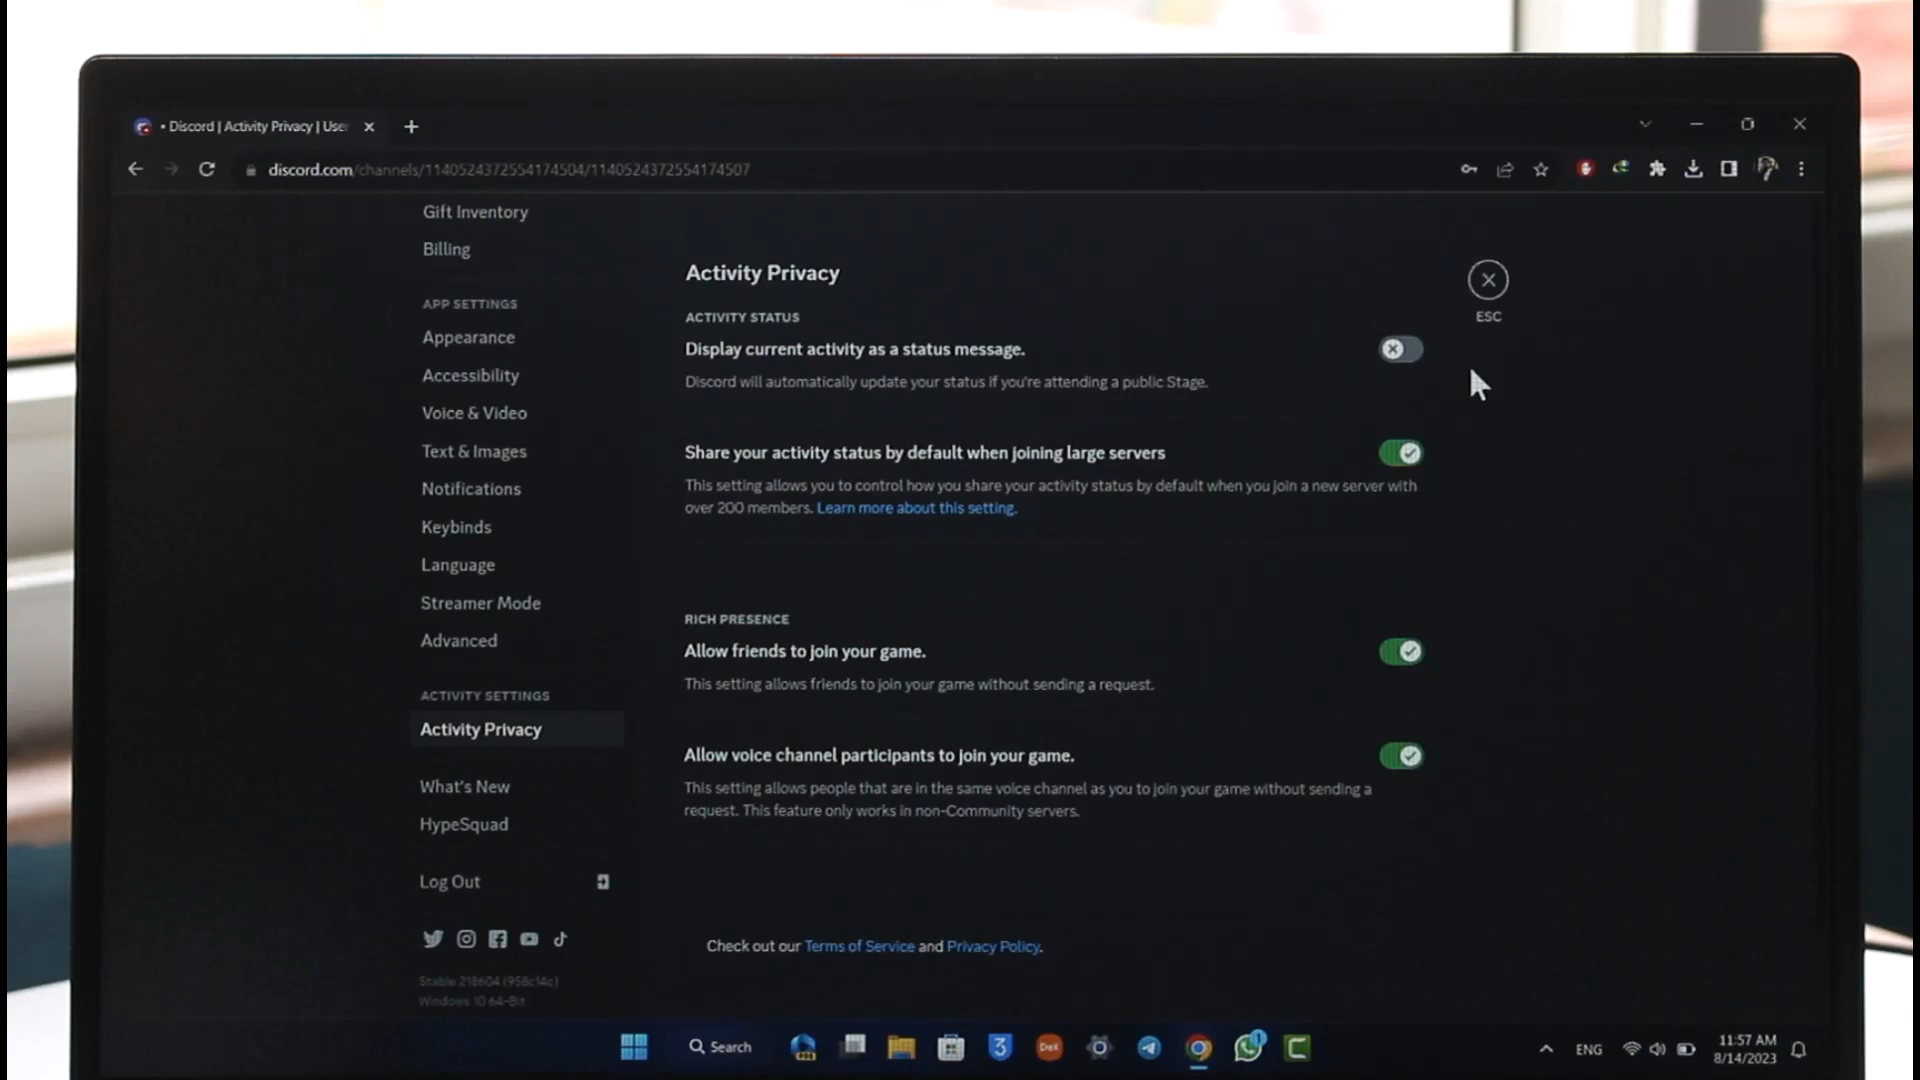 • Discord | Activity Privacy | User
discord.com/channels/1140524372554174504/1140524372554174507
Gift Inventory
Billing
APP SETTINGS
Appearance
Accessibility
Voice & Video
Text & Images
Notifications
Keybinds
Language
Streamer Mode
Advanced
ACTIVITY SETTINGS
Activity Privacy
What's New
HypeSquad
Log Out
Stable 218604 (958c14c)
Windows 10 64-Bit
Activity Privacy
ESC
ACTIVITY STATUS
Display current activity as a status message.
Discord will automatically update your status if you're attending a public Stage.
Share your activity status by default when joining large servers
This setting allows you to control how you share your activity status by default when you join a new server with
over 200 members. Learn more about this setting.
RICH PRESENCE
Allow friends to join your game.
This setting allows friends to join your game without sending a request.
Allow voice channel participants to join your game.
This setting allows people that are in the same voice channel as you to join your game without sending a
request. This feature only works in non-Community servers.
Check out our Terms of Service and Privacy Policy.
Search
ENG
11:57 AM
8/14/2023